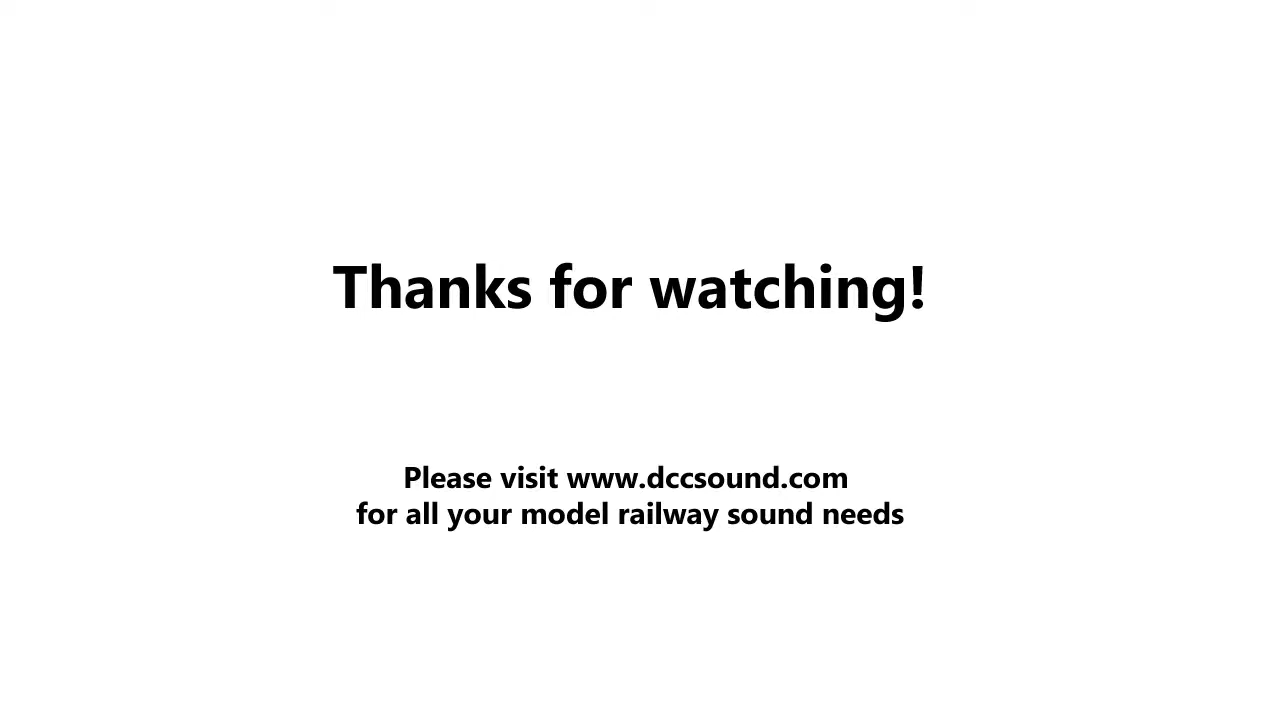 Thanks for watching!
Please visit www.dccsound.com
for all your model railway sound needs